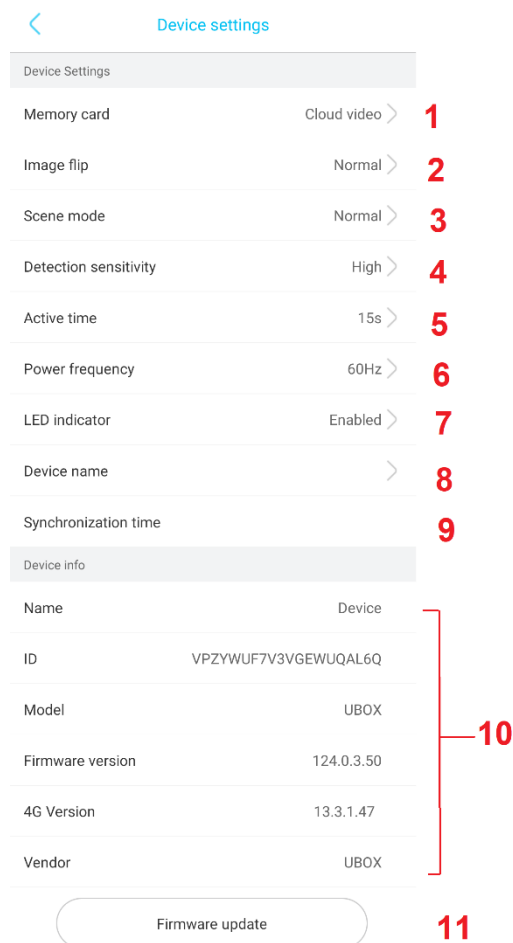 Device settings
Device Settings
Memory card Cloud video 1
Image flip Normal 2
Scene mode Normal 3
Detection sensitivity High 4
Active time 15s 5
Power frequency 60Hz 6
LED indicator Enabled 7
Device name 8
Synchronization time 9
Device info
Name Device
ID VPZYWUF7V3VGEWUQAL6Q
Model UBOX
10
Firmware version 124.0.3.50
4G Version 13.3.1.47
Vendor UBOX
Firmware update 11